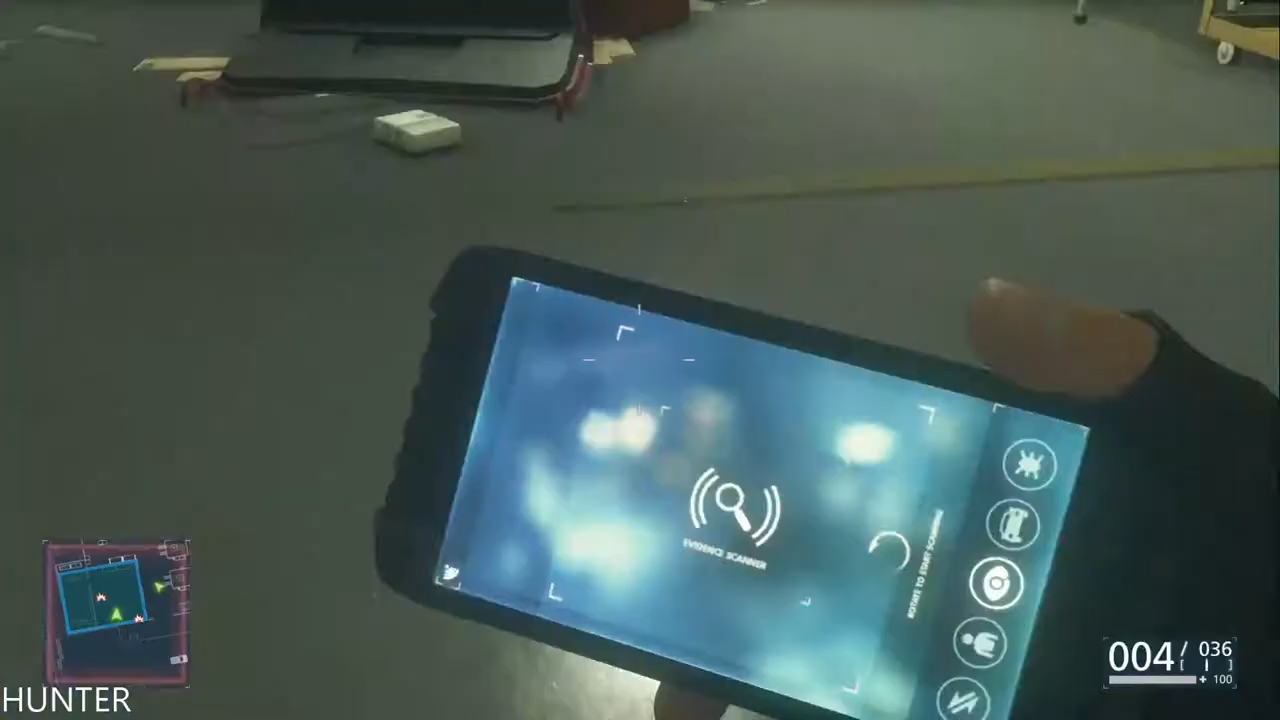 EVIDENCE SCANNER
ROTATE TO START SCANNING
004 / 036
+ 100
HUNTER